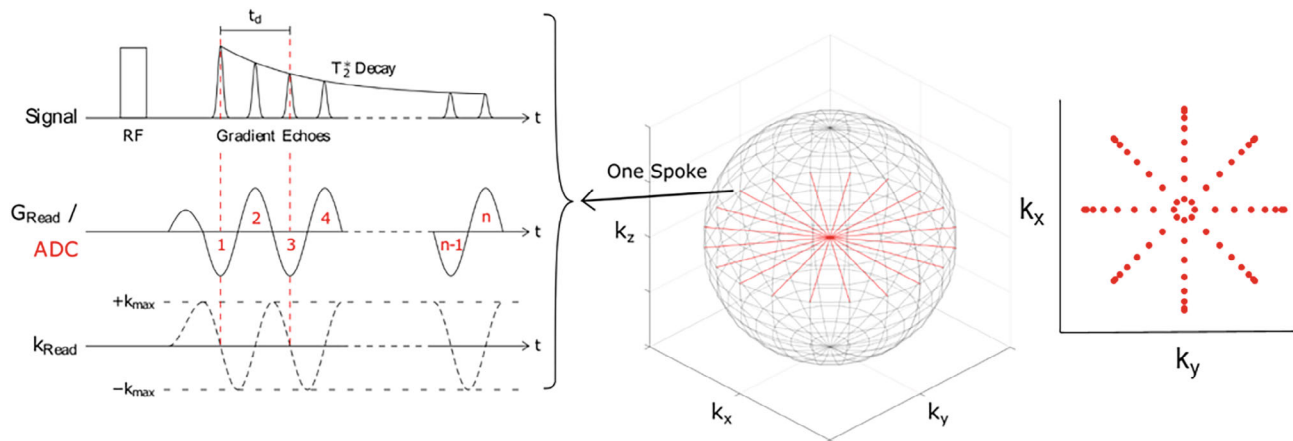 t_d
T₂* Decay
Signal
t
RF
Gradient Echoes
G_Read /
ADC
1
2
3
4
n-1
n
t
+k_max
k_Read
t
−k_max
One Spoke
k_z
k_x
k_y
k_x
k_y